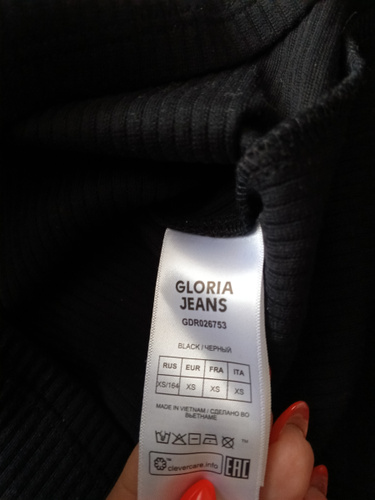 GLORIA
JEANS
GDR026753
BLACK / ЧЕРНЫЙ
RUS EUR FRA ITA
XS/164 XS XS XS
MADE IN VIETNAM / СДЕЛАНО ВО
ВЬЕТНАМЕ
clevercare.info EAC